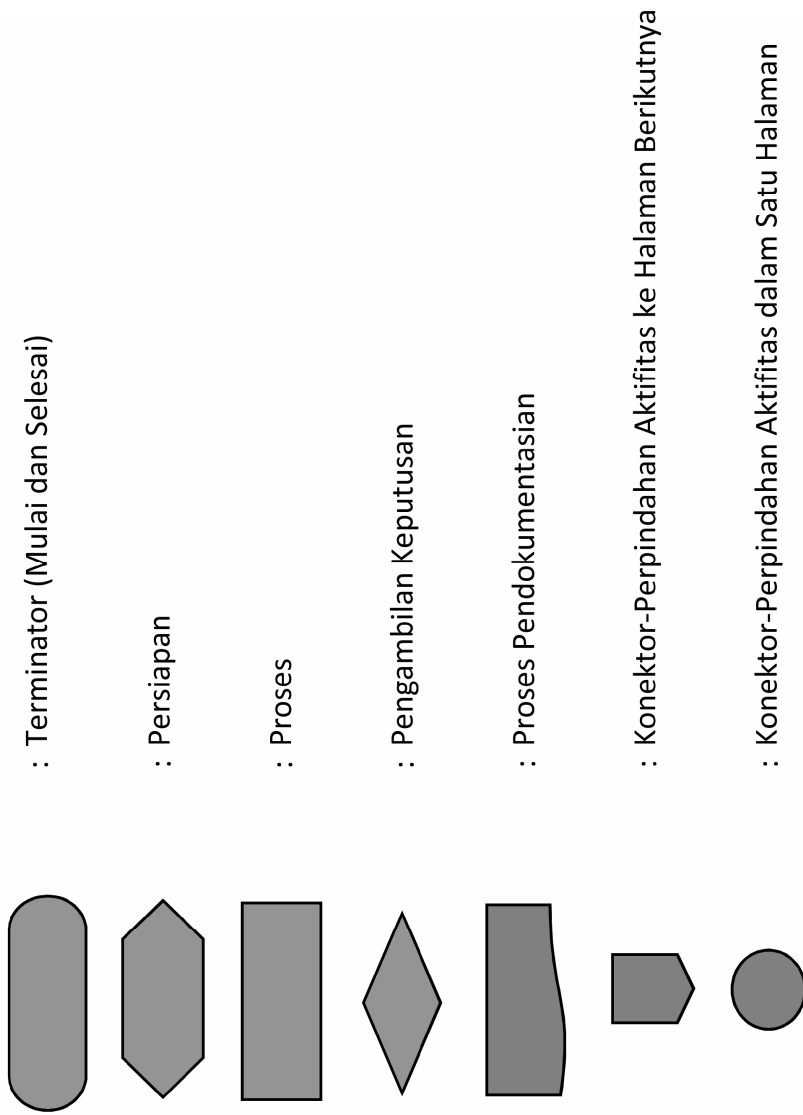 : Terminator (Mulai dan Selesai)
: Persiapan
: Proses
: Pengambilan Keputusan
: Proses Pendokumentasian
: Konektor-Perpindahan Aktifitas ke Halaman Berikutnya
: Konektor-Perpindahan Aktifitas dalam Satu Halaman